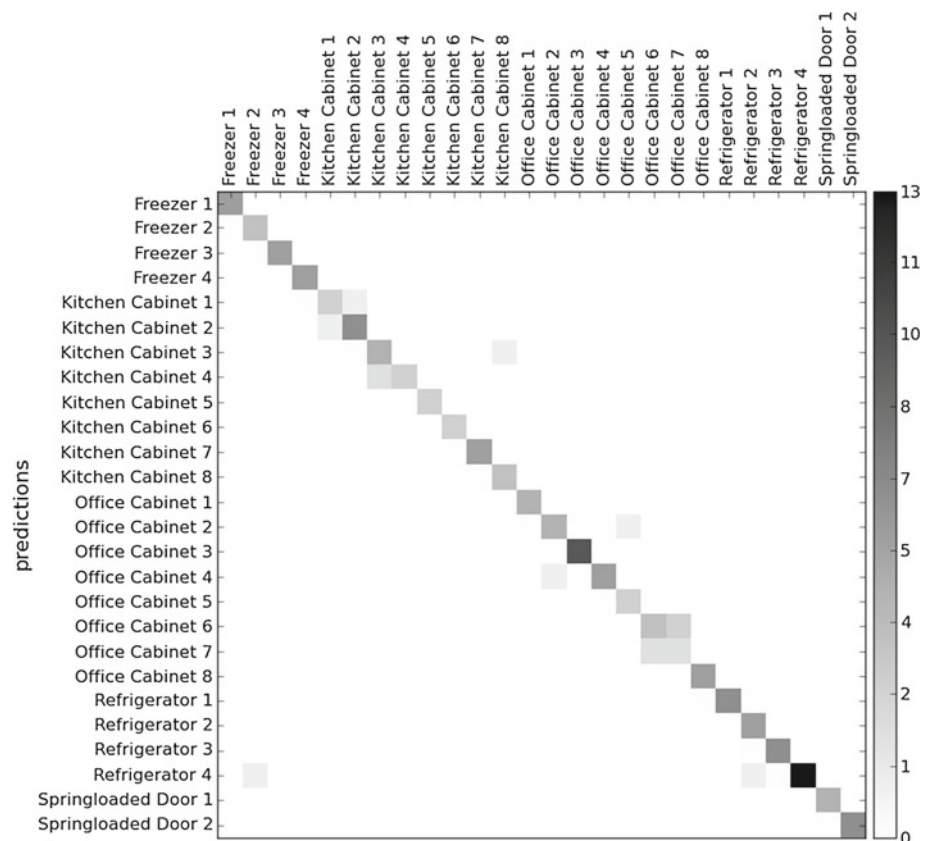 Freezer 1
Freezer 2
Freezer 3
Freezer 4
Kitchen Cabinet 1
Kitchen Cabinet 2
Kitchen Cabinet 3
Kitchen Cabinet 4
Kitchen Cabinet 5
Kitchen Cabinet 6
Kitchen Cabinet 7
Kitchen Cabinet 8
Office Cabinet 1
Office Cabinet 2
Office Cabinet 3
Office Cabinet 4
Office Cabinet 5
Office Cabinet 6
Office Cabinet 7
Office Cabinet 8
Refrigerator 1
Refrigerator 2
Refrigerator 3
Refrigerator 4
Springloaded Door 1
Springloaded Door 2
predictions
Freezer 1
Freezer 2
Freezer 3
Freezer 4
Kitchen Cabinet 1
Kitchen Cabinet 2
Kitchen Cabinet 3
Kitchen Cabinet 4
Kitchen Cabinet 5
Kitchen Cabinet 6
Kitchen Cabinet 7
Kitchen Cabinet 8
Office Cabinet 1
Office Cabinet 2
Office Cabinet 3
Office Cabinet 4
Office Cabinet 5
Office Cabinet 6
Office Cabinet 7
Office Cabinet 8
Refrigerator 1
Refrigerator 2
Refrigerator 3
Refrigerator 4
Springloaded Door 1
Springloaded Door 2
13
11
10
8
7
5
4
2
1
0